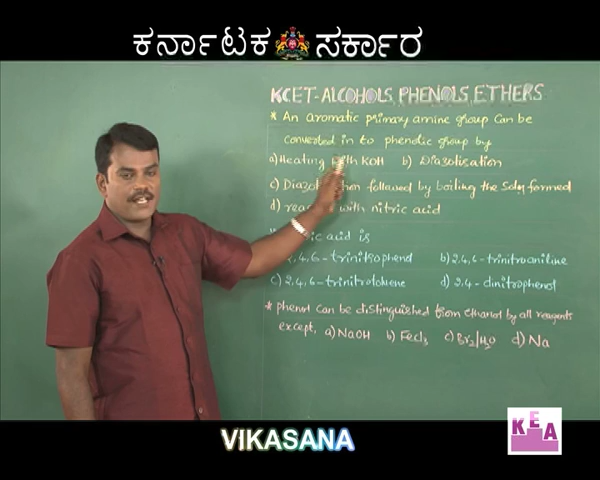 ಕರ್ನಾಟಕ ಸರ್ಕಾರ
KCET-ALCOHOLS, PHENOLS, ETHERS
* An aromatic primary amine group can be
converted in to phenolic group by
a) Heating with KOH b) Diazotisation
c) followed by boiling the Soln formed
d) with nitric acid
acid is
2,4,6-trinitrophenol b) 2,4,6-trinitroaniline
c) 2,4,6-trinitrotoluene d) 2,4-dinitrophenol
* phenol can be distinguished from ethanol by all reagents
except, a) NaOH b) FeCl3 c) Br2/H2O d) Na
KEA
VIKASANA